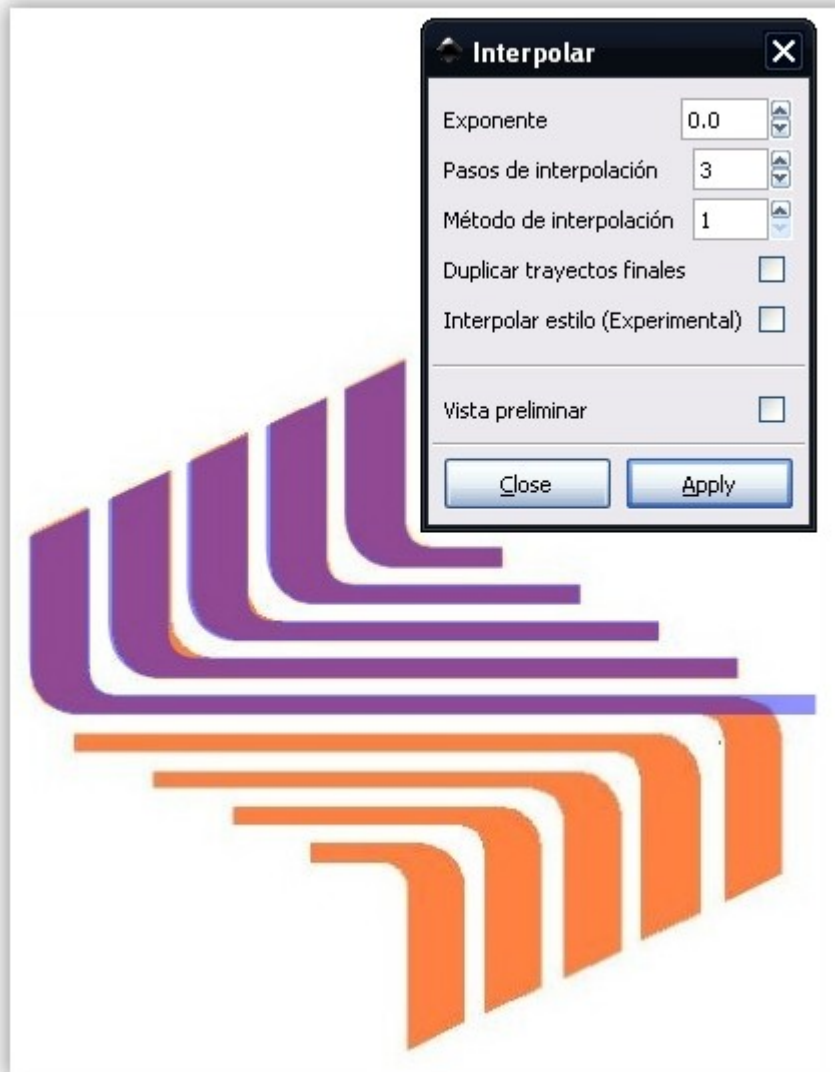 Interpolar
Exponente 0.0
Pasos de interpolación 3
Método de interpolación 1
Duplicar trayectos finales
Interpolar estilo (Experimental)
Vista preliminar
Close Apply